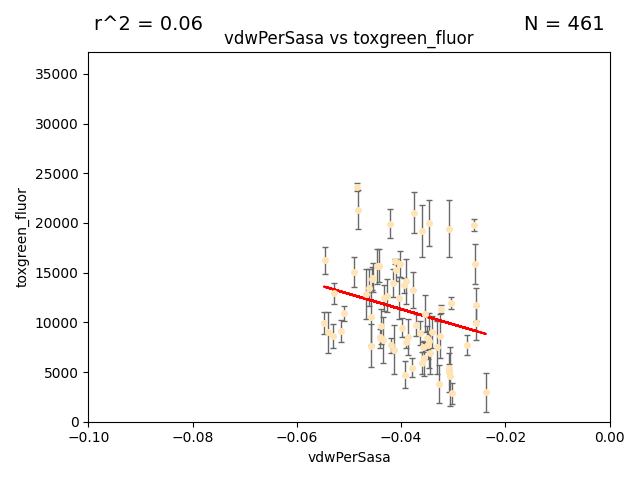 r^2 = 0.06
N = 461
vdwPerSasa vs toxgreen_fluor
35000
30000
25000
20000
15000
10000
5000
0
toxgreen_fluor
−0.10
−0.08
−0.06
−0.04
−0.02
0.00
vdwPerSasa